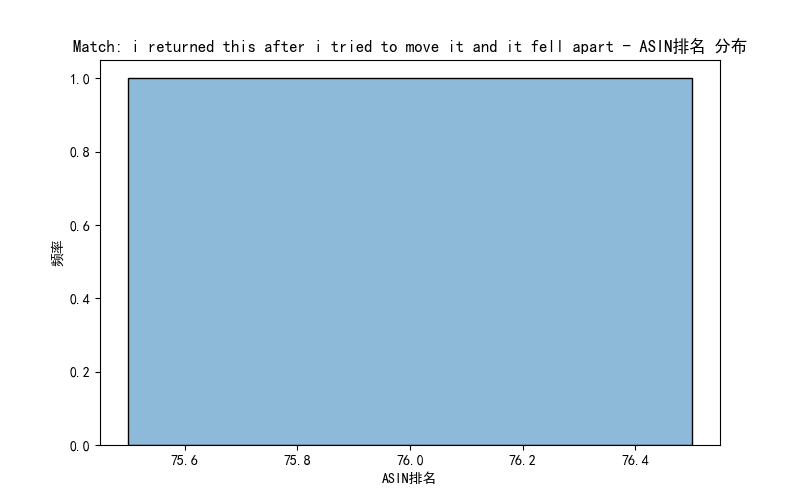 Match: i returned this after i tried to move it and it fell apart - ASIN排名 分布
1.0
0.8
0.6
0.4
0.2
0.0
频率
75.6 75.8 76.0 76.2 76.4
ASIN排名